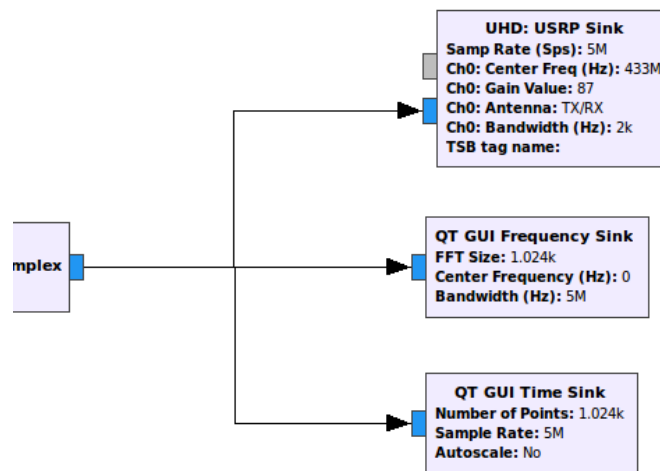 UHD: USRP Sink
Samp Rate (Sps): 5M
Ch0: Center Freq (Hz): 433M
Ch0: Gain Value: 87
Ch0: Antenna: TX/RX
Ch0: Bandwidth (Hz): 2k
TSB tag name:
mplex
QT GUI Frequency Sink
FFT Size: 1.024k
Center Frequency (Hz): 0
Bandwidth (Hz): 5M
QT GUI Time Sink
Number of Points: 1.024k
Sample Rate: 5M
Autoscale: No